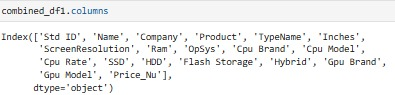 combined_df1.columns
Index(['Std ID', 'Name', 'Company', 'Product', 'TypeName', 'Inches',
'ScreenResolution', 'Ram', 'OpSys', 'Cpu Brand', 'Cpu Model',
'Cpu Rate', 'SSD', 'HDD', 'Flash Storage', 'Hybrid', 'Gpu Brand',
'Gpu Model', 'Price_Nu'],
dtype='object')